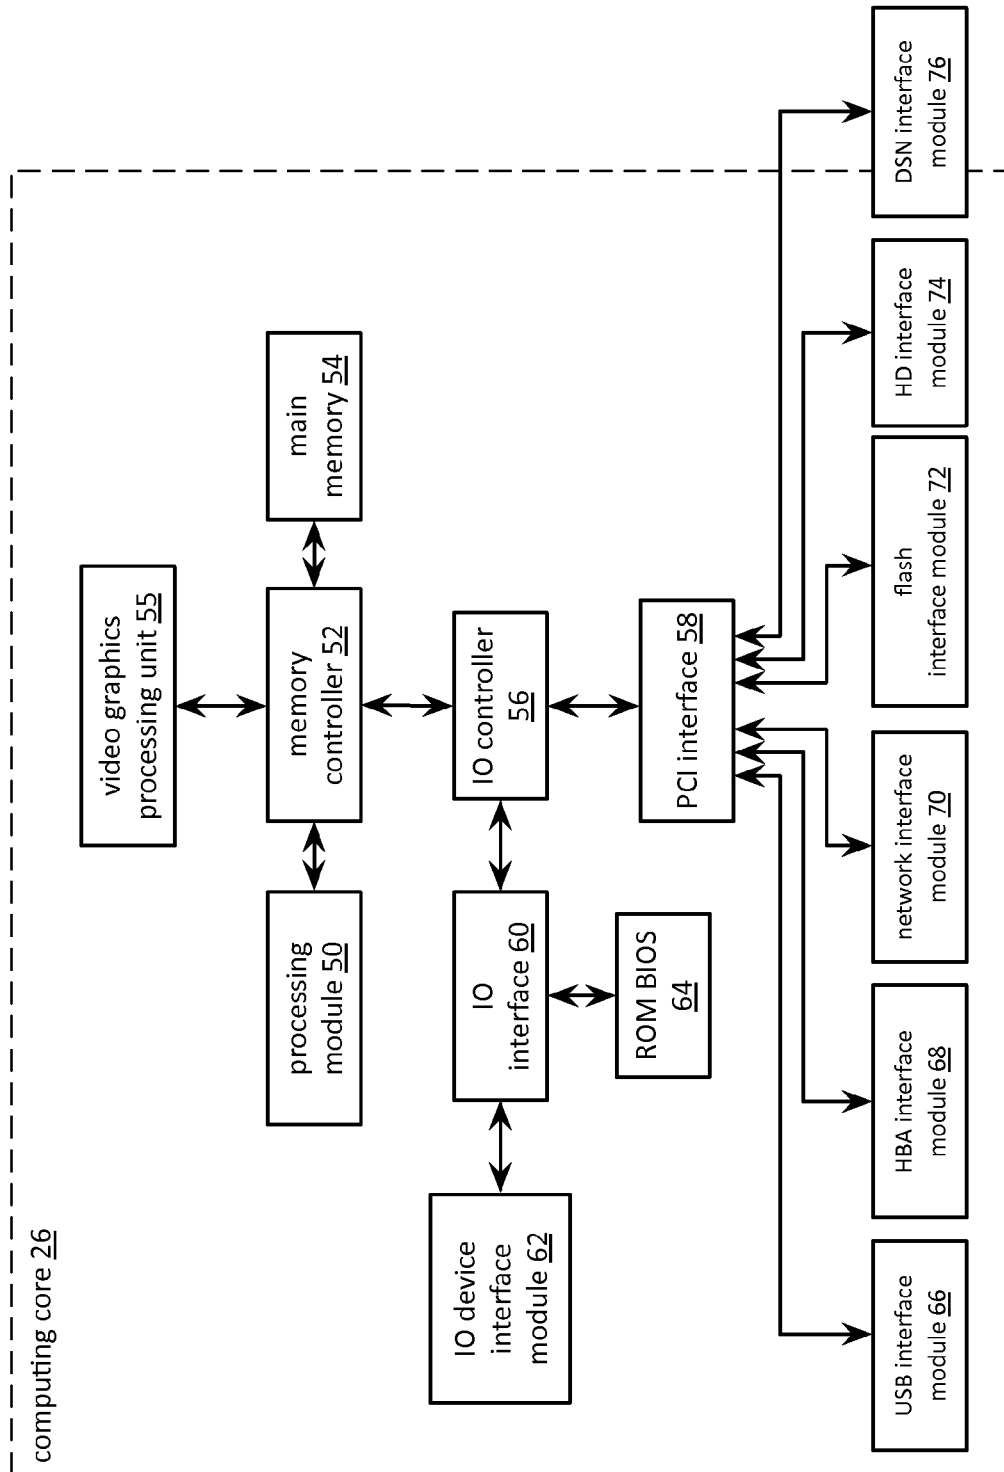 computing core 26
video graphics
processing unit 55
processing
module 50
memory
controller 52
main
memory 54
IO device
interface
module 62
IO
interface 60
IO controller
56
ROM BIOS
64
PCI interface 58
USB interface
module 66
HBA interface
module 68
network interface
module 70
flash
interface module 72
HD interface
module 74
DSN interface
module 76